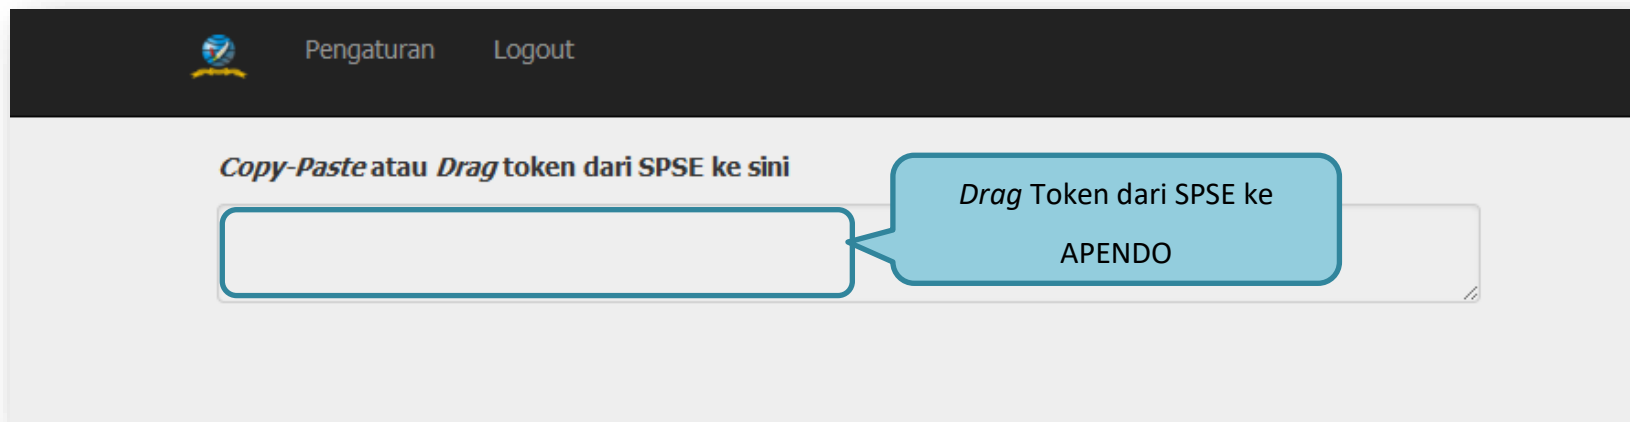 Pengaturan Logout
Copy-Paste atau Drag token dari SPSE ke sini
Drag Token dari SPSE ke
APENDO